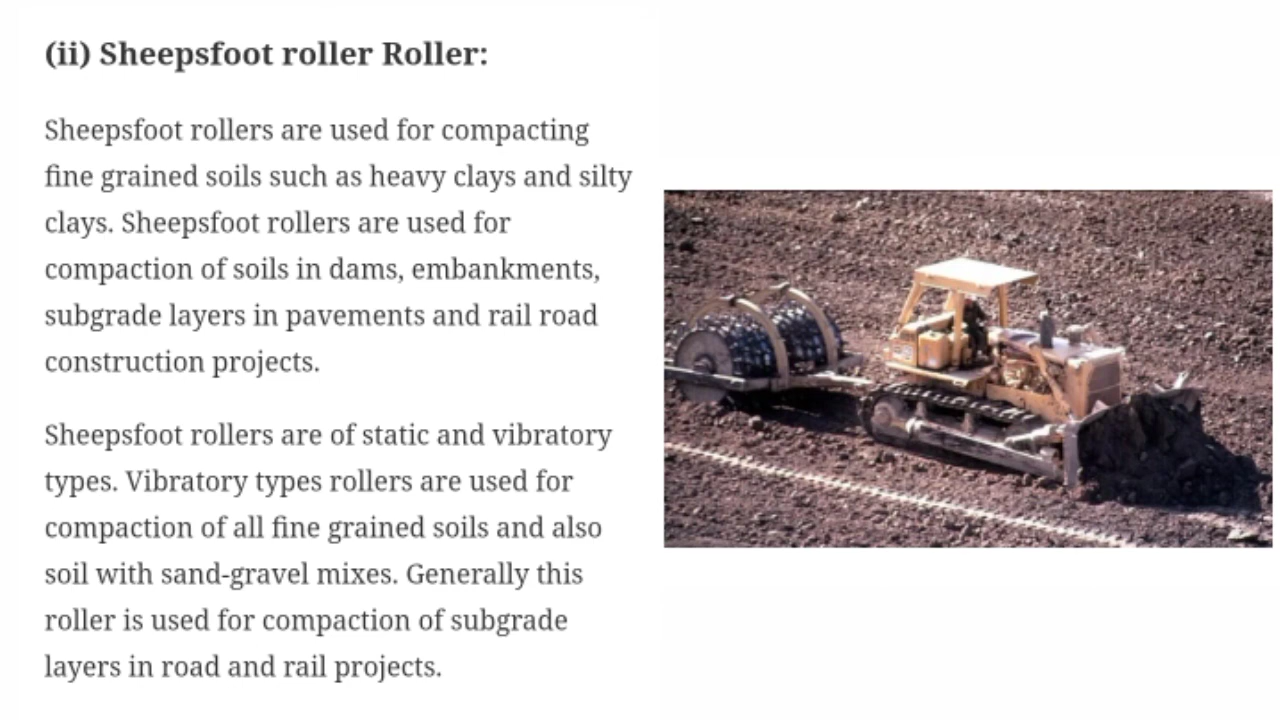 (ii) Sheepsfoot roller Roller:
Sheepsfoot rollers are used for compacting
fine grained soils such as heavy clays and silty
clays. Sheepsfoot rollers are used for
compaction of soils in dams, embankments,
subgrade layers in pavements and rail road
construction projects.
Sheepsfoot rollers are of static and vibratory
types. Vibratory types rollers are used for
compaction of all fine grained soils and also
soil with sand-gravel mixes. Generally this
roller is used for compaction of subgrade
layers in road and rail projects.